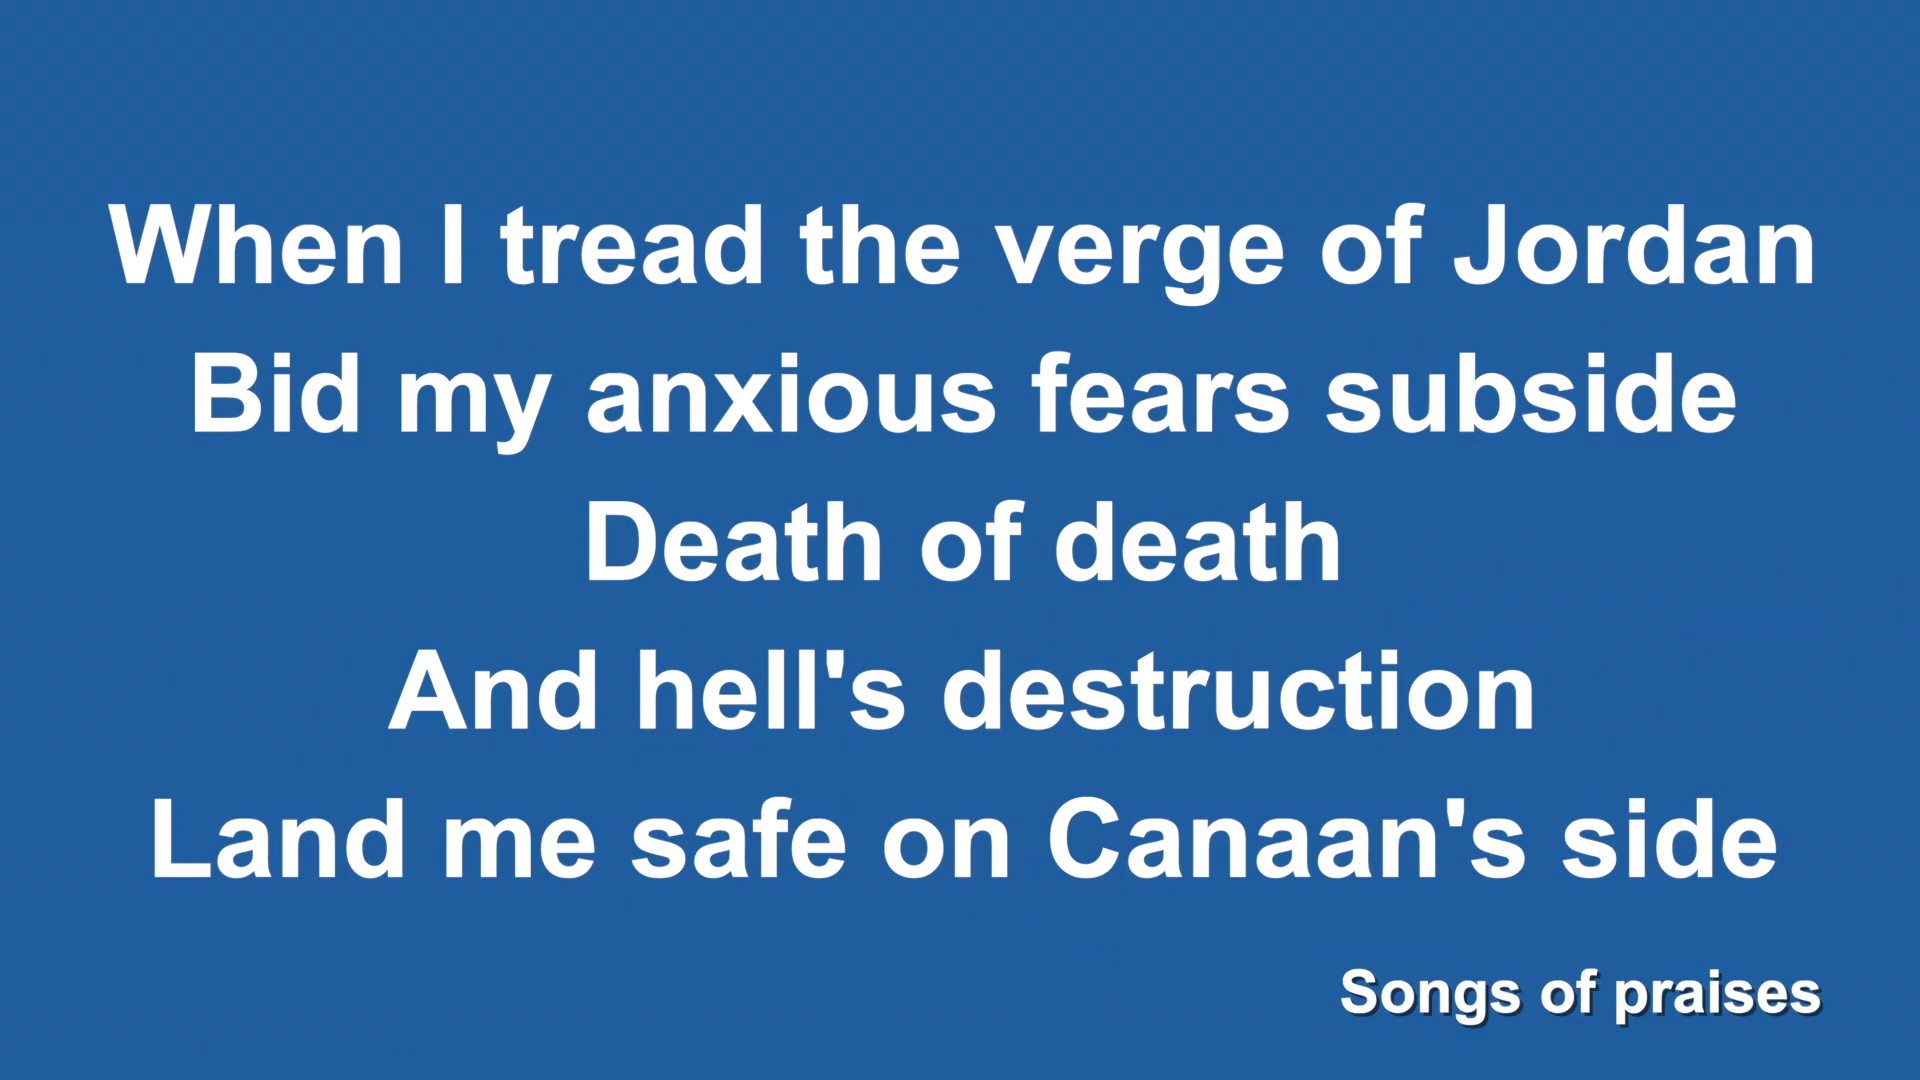 When I tread the verge of Jordan
Bid my anxious fears subside
Death of death
And hell's destruction
Land me safe on Canaan's side
Songs of praises